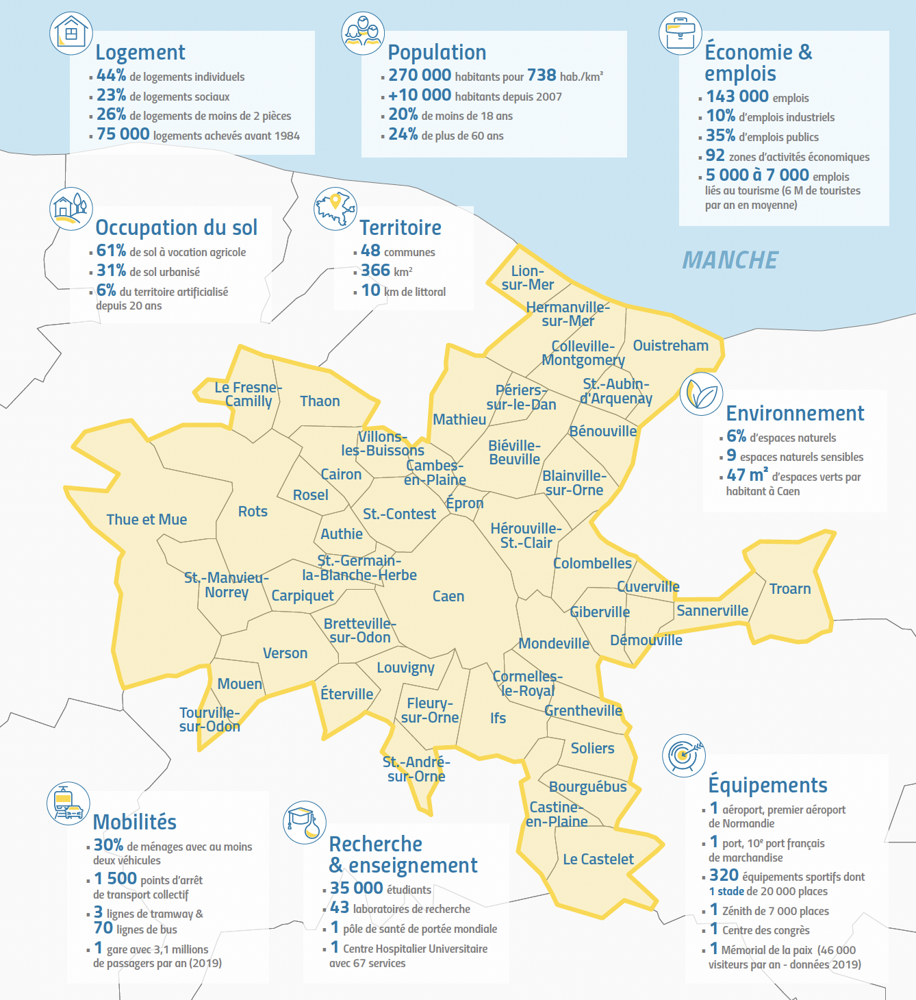 Logement
▪ 44% de logements individuels
▪ 23% de logements sociaux
▪ 26% de logements de moins de 2 pièces
▪ 75 000 logements achevés avant 1984
Population
▪ 270 000 habitants pour 738 hab./km²
▪ +10 000 habitants depuis 2007
▪ 20% de moins de 18 ans
▪ 24% de plus de 60 ans
Économie &
emplois
▪ 143 000 emplois
▪ 10% d'emplois industriels
▪ 35% d'emplois publics
▪ 92 zones d'activités économiques
▪ 5 000 à 7 000 emplois
liés au tourisme (6 M de touristes
par an en moyenne)
Occupation du sol
▪ 61% de sol à vocation agricole
▪ 31% de sol urbanisé
▪ 6% du territoire artificialisé
depuis 20 ans
Territoire
▪ 48 communes
▪ 366 km²
▪ 10 km de littoral
MANCHE
Lion-
sur-Mer
Hermanville-
sur-Mer
Colleville-
Montgomery
Ouistreham
St.-Aubin-
d'Arquenay
Périers-
sur-le-Dan
Le Fresne-
Camilly
Thaon
Mathieu
Bénouville
Villons-
les-Buissons
Biéville-
Beuville
Cambes-
en-Plaine
Blainville-
sur-Orne
Cairon
Rosel
Épron
Rots
St.-Contest
Thue et Mue
Authie
Hérouville-
St.-Clair
St.-Germain-
la-Blanche-Herbe
Colombelles
St.-Manvieu-
Norrey
Carpiquet
Caen
Cuverville
Troarn
Giberville
Sannerville
Bretteville-
sur-Odon
Mondeville
Démouville
Verson
Louvigny
Mouen
Éterville
Cormelles-
le-Royal
Fleury-
sur-Orne
Ifs
Grentheville
Tourville-
sur-Odon
Soliers
St.-André-
sur-Orne
Bourguébus
Castine-
en-Plaine
Le Castelet
Environnement
▪ 6% d'espaces naturels
▪ 9 espaces naturels sensibles
▪ 47 m² d'espaces verts par
habitant à Caen
Mobilités
▪ 30% de ménages avec au moins
deux véhicules
▪ 1 500 points d'arrêt
de transport collectif
▪ 3 lignes de tramway &
70 lignes de bus
▪ 1 gare avec 3,1 millions
de passagers par an (2019)
Recherche
& enseignement
▪ 35 000 étudiants
▪ 43 laboratoires de recherche
▪ 1 pôle de santé de portée mondiale
▪ 1 Centre Hospitalier Universitaire
avec 67 services
Équipements
▪ 1 aéroport, premier aéroport
de Normandie
▪ 1 port, 10e port français
de marchandise
▪ 320 équipements sportifs dont
1 stade de 20 000 places
▪ 1 Zénith de 7 000 places
▪ 1 Centre des congrès
▪ 1 Mémorial de la paix (46 000
visiteurs par an - données 2019)